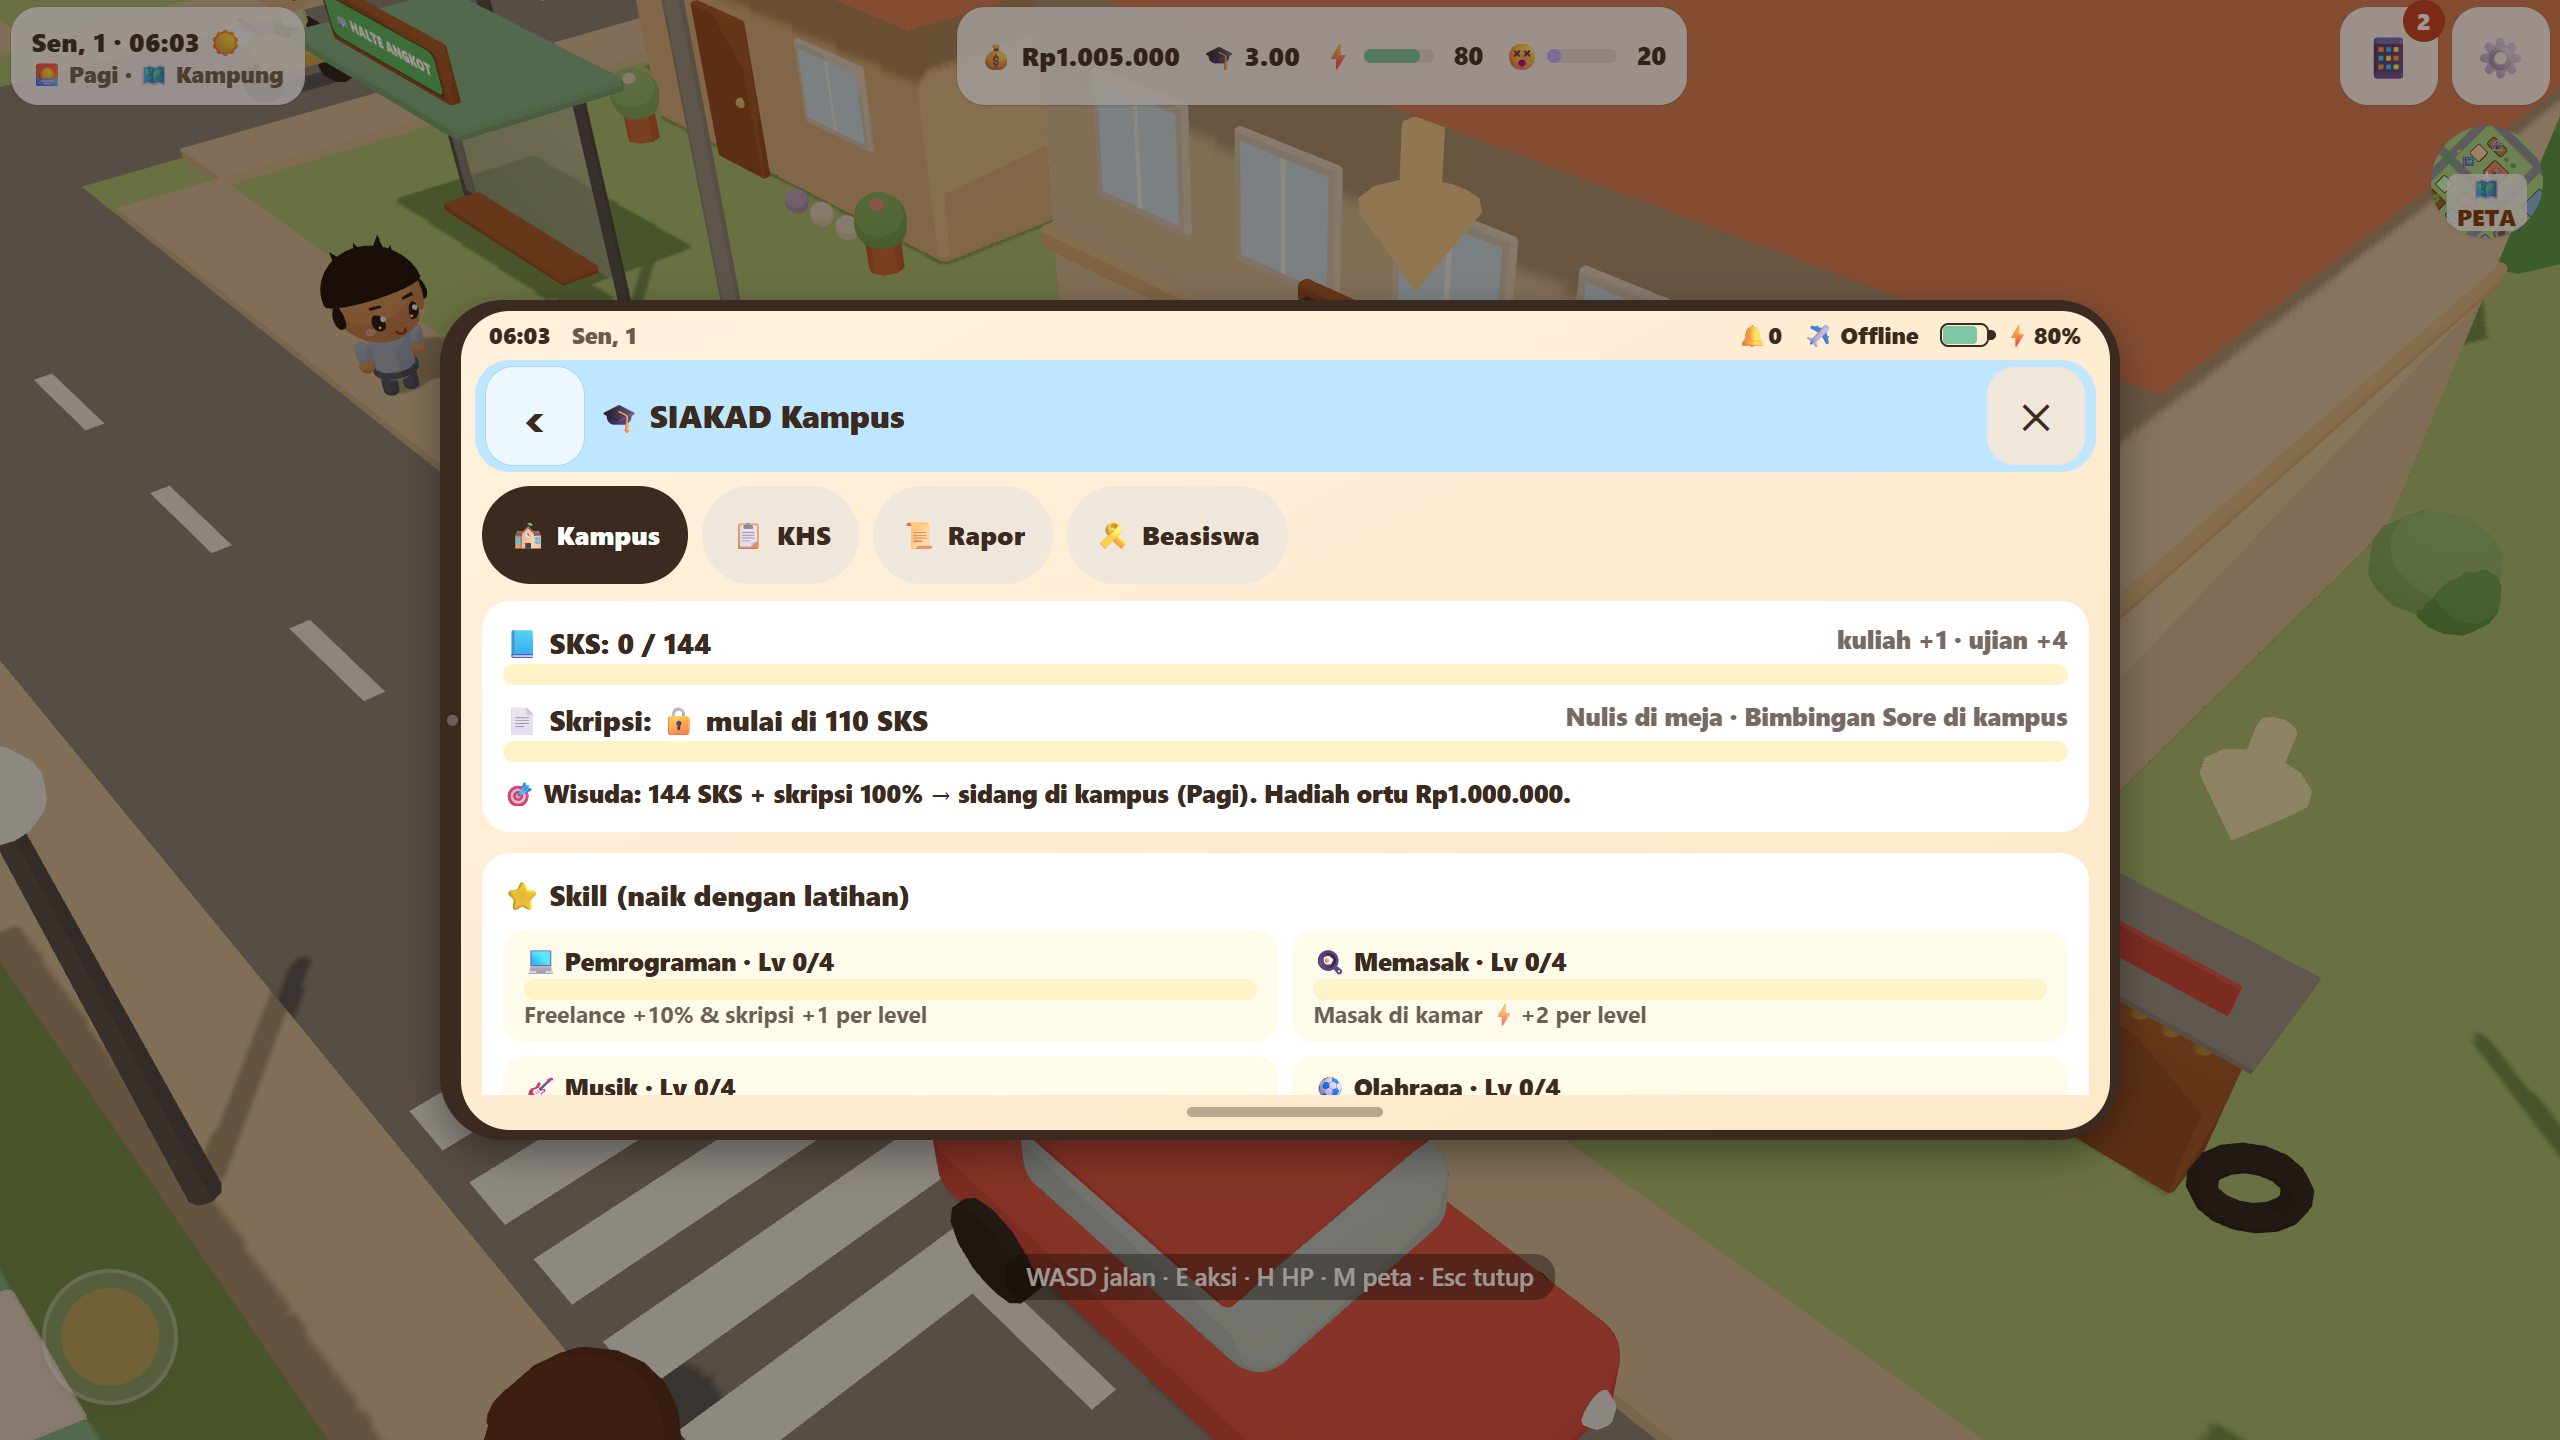 Sen, 1 · 06:03
Pagi · Kampung
HALTE ANGKOT
Rp1.005.000 3.00 80 20
2
PETA
06:03 Sen, 1 0 Offline 80%
SIAKAD Kampus
Kampus KHS Rapor Beasiswa
SKS: 0 / 144 kuliah +1 · ujian +4
Skripsi: mulai di 110 SKS Nulis di meja · Bimbingan Sore di kampus
Wisuda: 144 SKS + skripsi 100% → sidang di kampus (Pagi). Hadiah ortu Rp1.000.000.
Skill (naik dengan latihan)
Pemrograman · Lv 0/4 Memasak · Lv 0/4
Freelance +10% & skripsi +1 per level Masak di kamar ⚡ +2 per level
Musik · Lv 0/4 Olahraga · Lv 0/4
WASD jalan · E aksi · H HP · M peta · Esc tutup